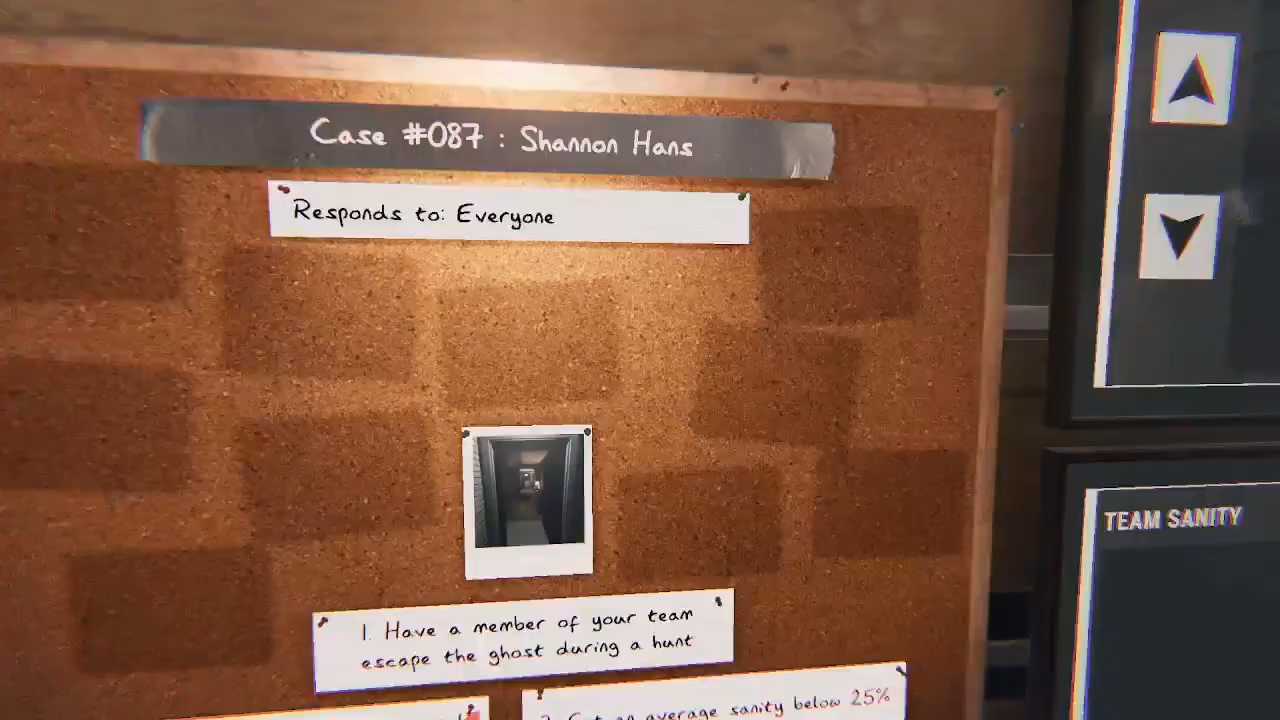 Case #087 : Shannon Hans
Responds to: Everyone
TEAM SANITY
1. Have a member of your team
escape the ghost during a hunt
an average sanity below 25%